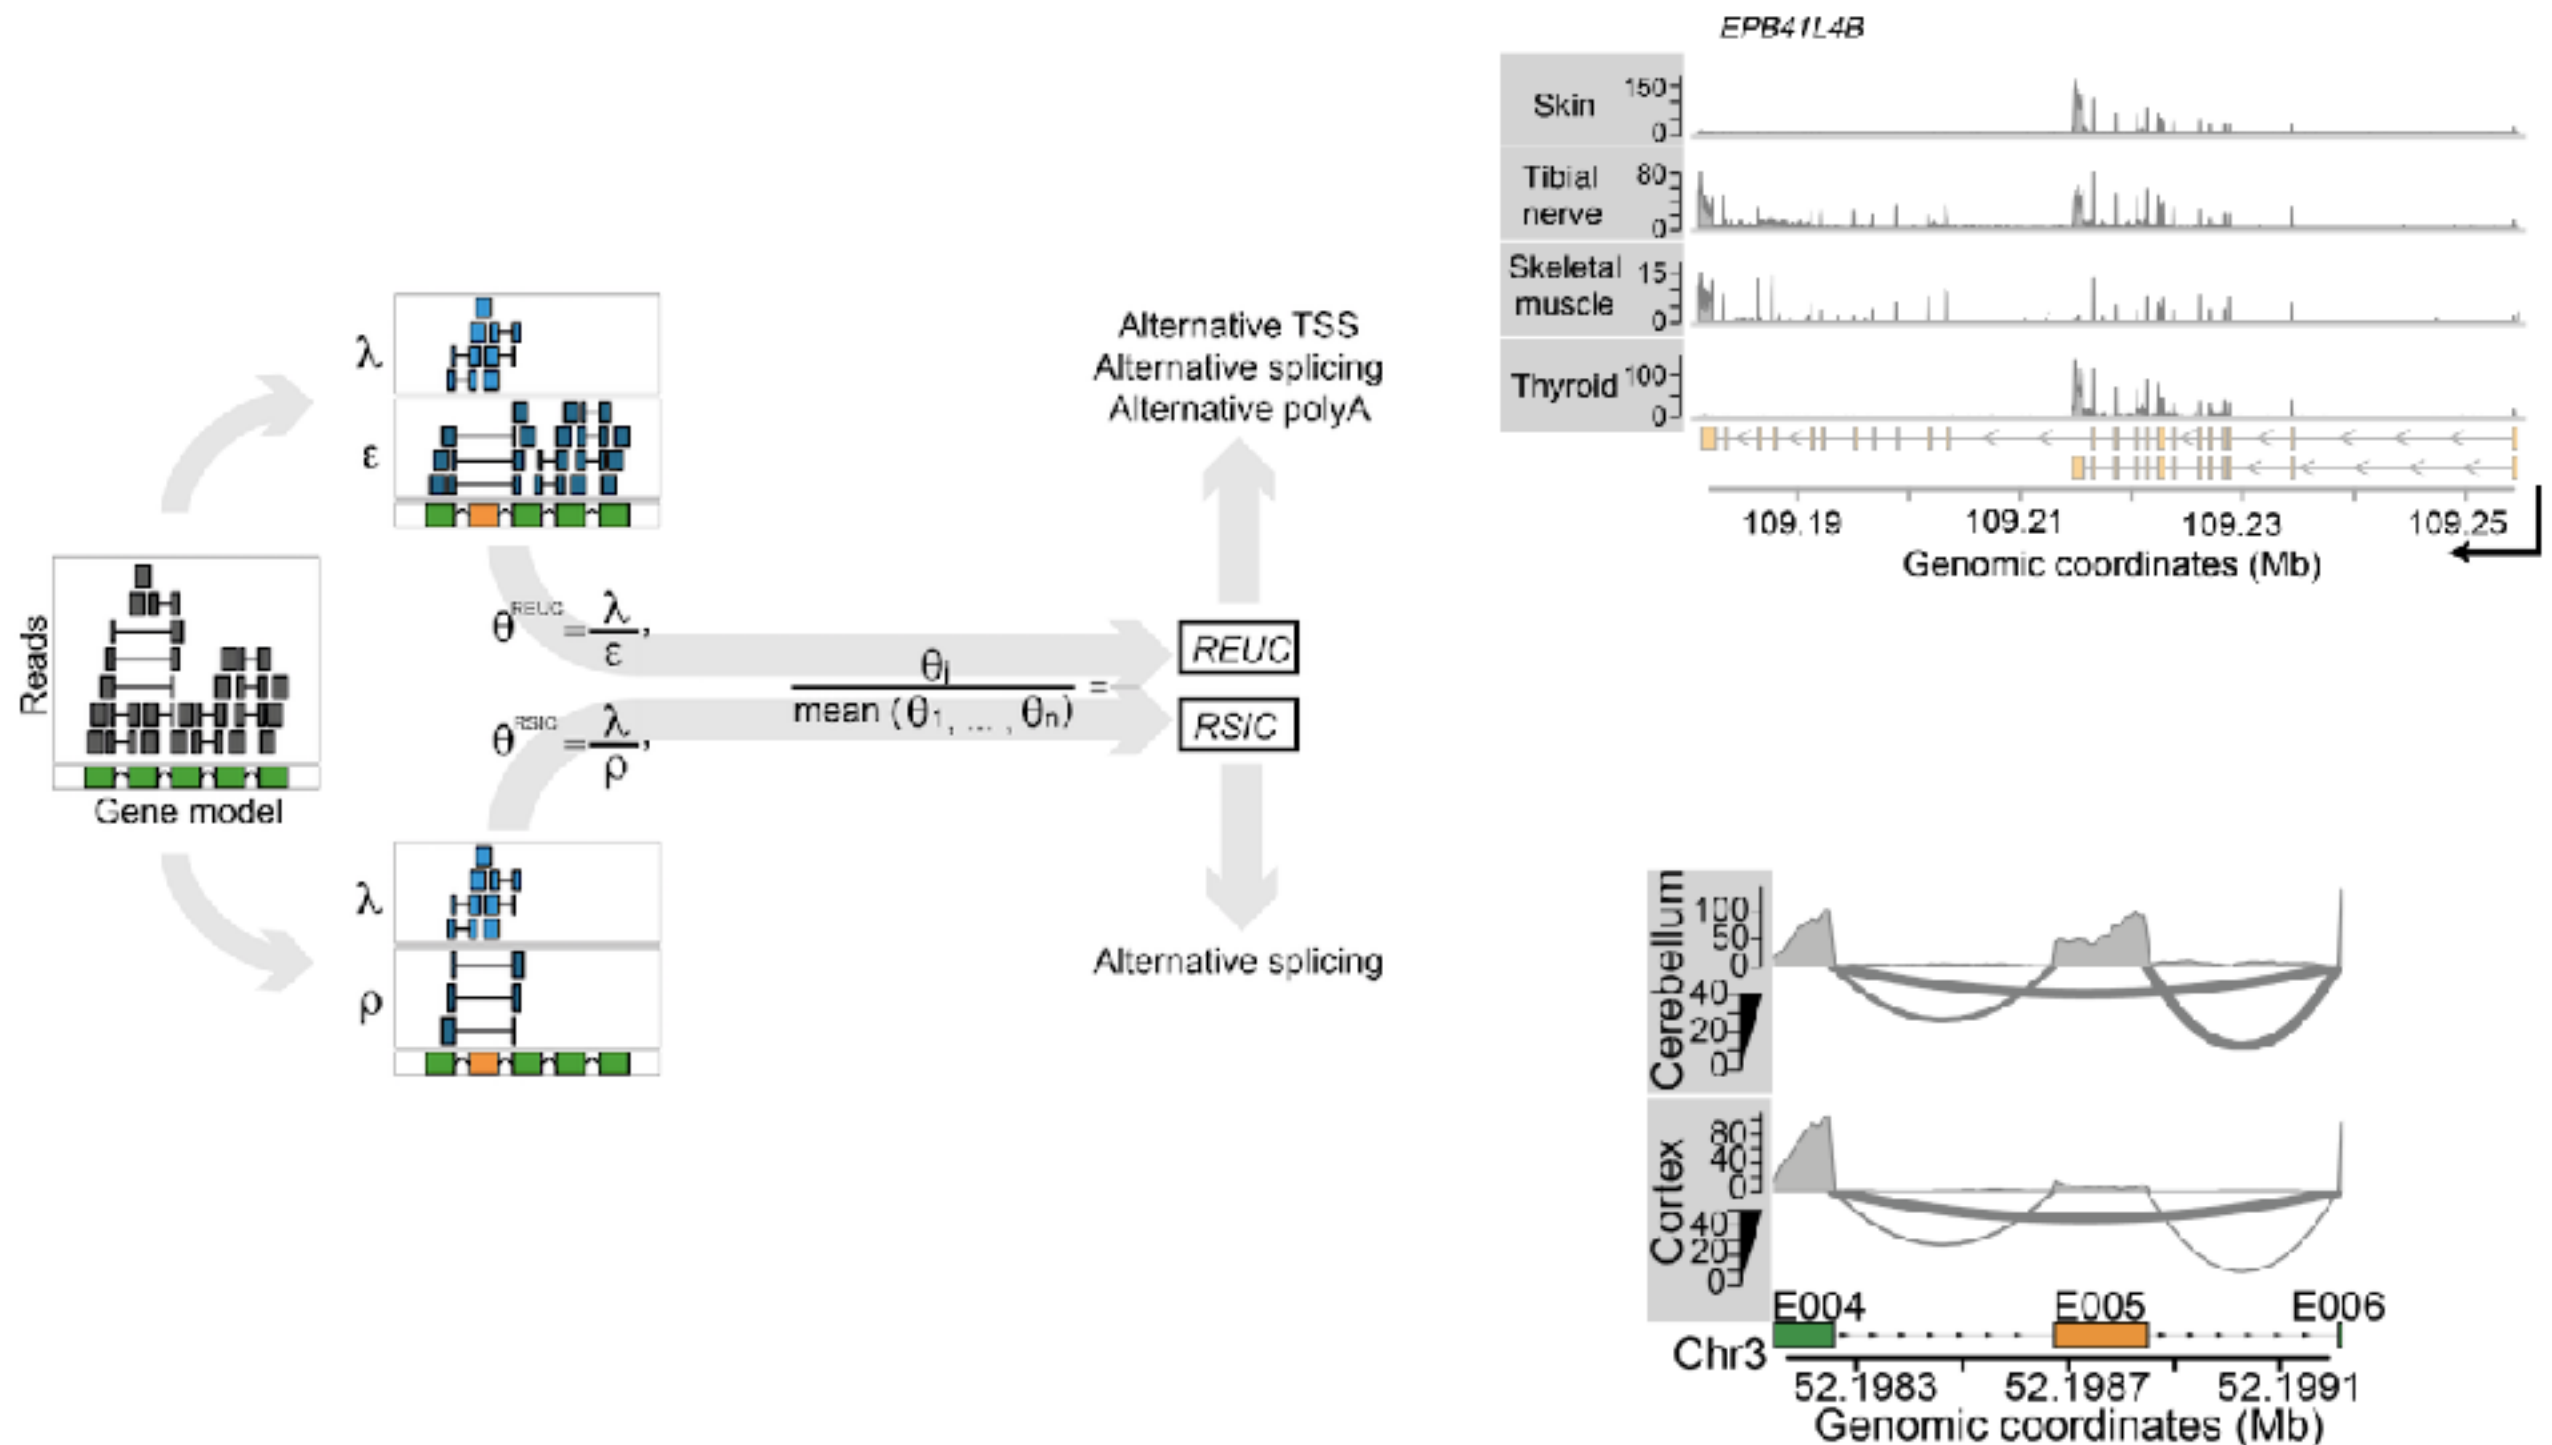 Reads
Gene model
λ
ε
λ
ρ
θ^REUC = λ/ε,
θ^RSIC = λ/ρ,
θj / mean (θ1, ... , θn) =
REUC
RSIC
Alternative TSS
Alternative splicing
Alternative polyA
Alternative splicing
EPB41L4B
Skin
150
0
Tibial
nerve
80
0
Skeletal
muscle
15
0
Thyroid
100
0
109.19 109.21 109.23 109.25
Genomic coordinates (Mb)
Cerebellum
100
50
0
40
20
0
Cortex
80
40
0
40
20
0
E004 E005 E006
Chr3
52.1983 52.1987 52.1991
Genomic coordinates (Mb)